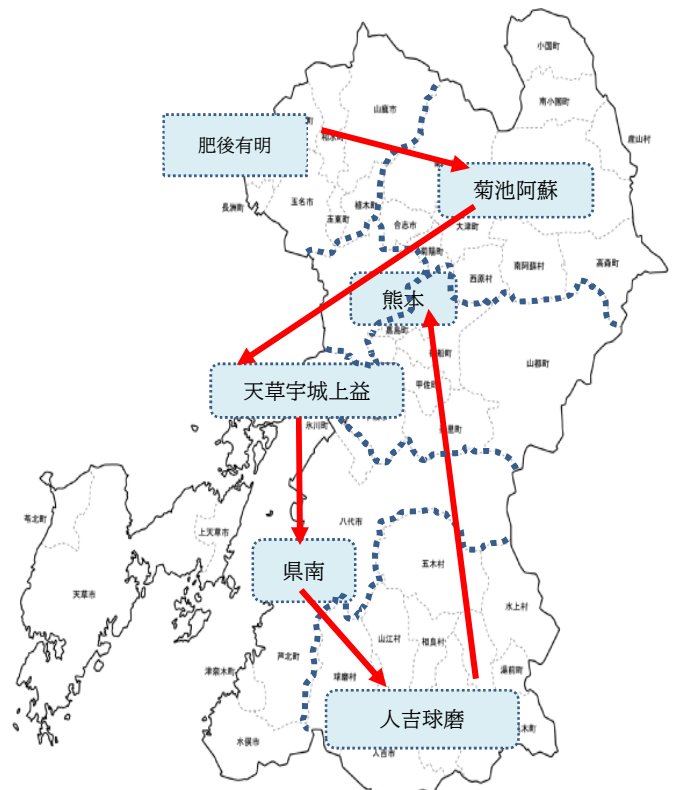 小国町
南小国町
山鹿市
産山村
肥後有明
菊池阿蘇
長洲町
玉名市
玉東町
植木町
合志市
大津町
菊陽町
西原村
南阿蘇村
高森町
熊本
嘉島町
山都町
甲佐町
天草宇城上益
氷川町
苓北町
上天草市
八代市
天草市
県南
五木村
水上村
芦北町
山江村
相良村
津奈木町
球磨村
湯前町
人吉球磨
水俣市
人吉市